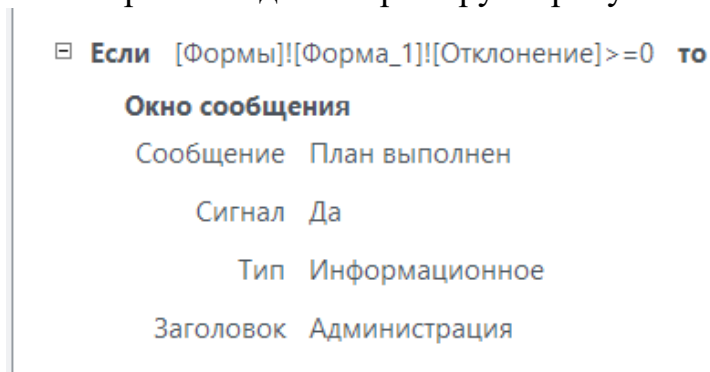 Если [Формы]![Форма_1]![Отклонение]>=0 то
Окно сообщения
Сообщение План выполнен
Сигнал Да
Тип Информационное
Заголовок Администрация